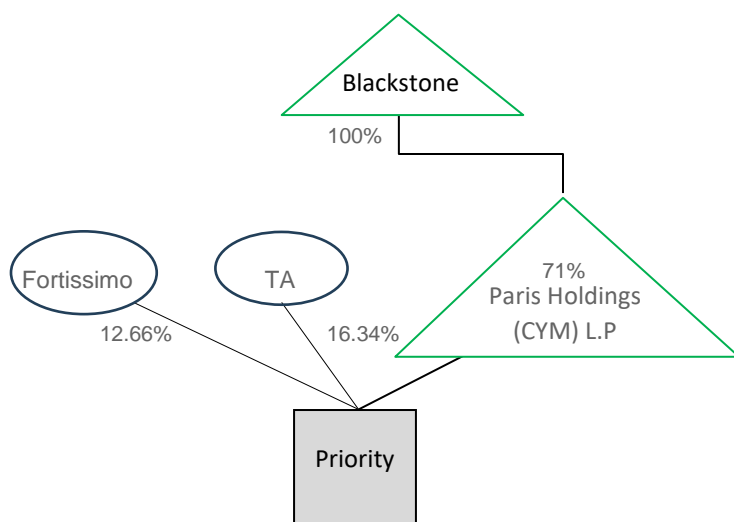 Blackstone
100%
Fortissimo
TA
71%
Paris Holdings
(CYM) L.P
12.66%
16.34%
Priority